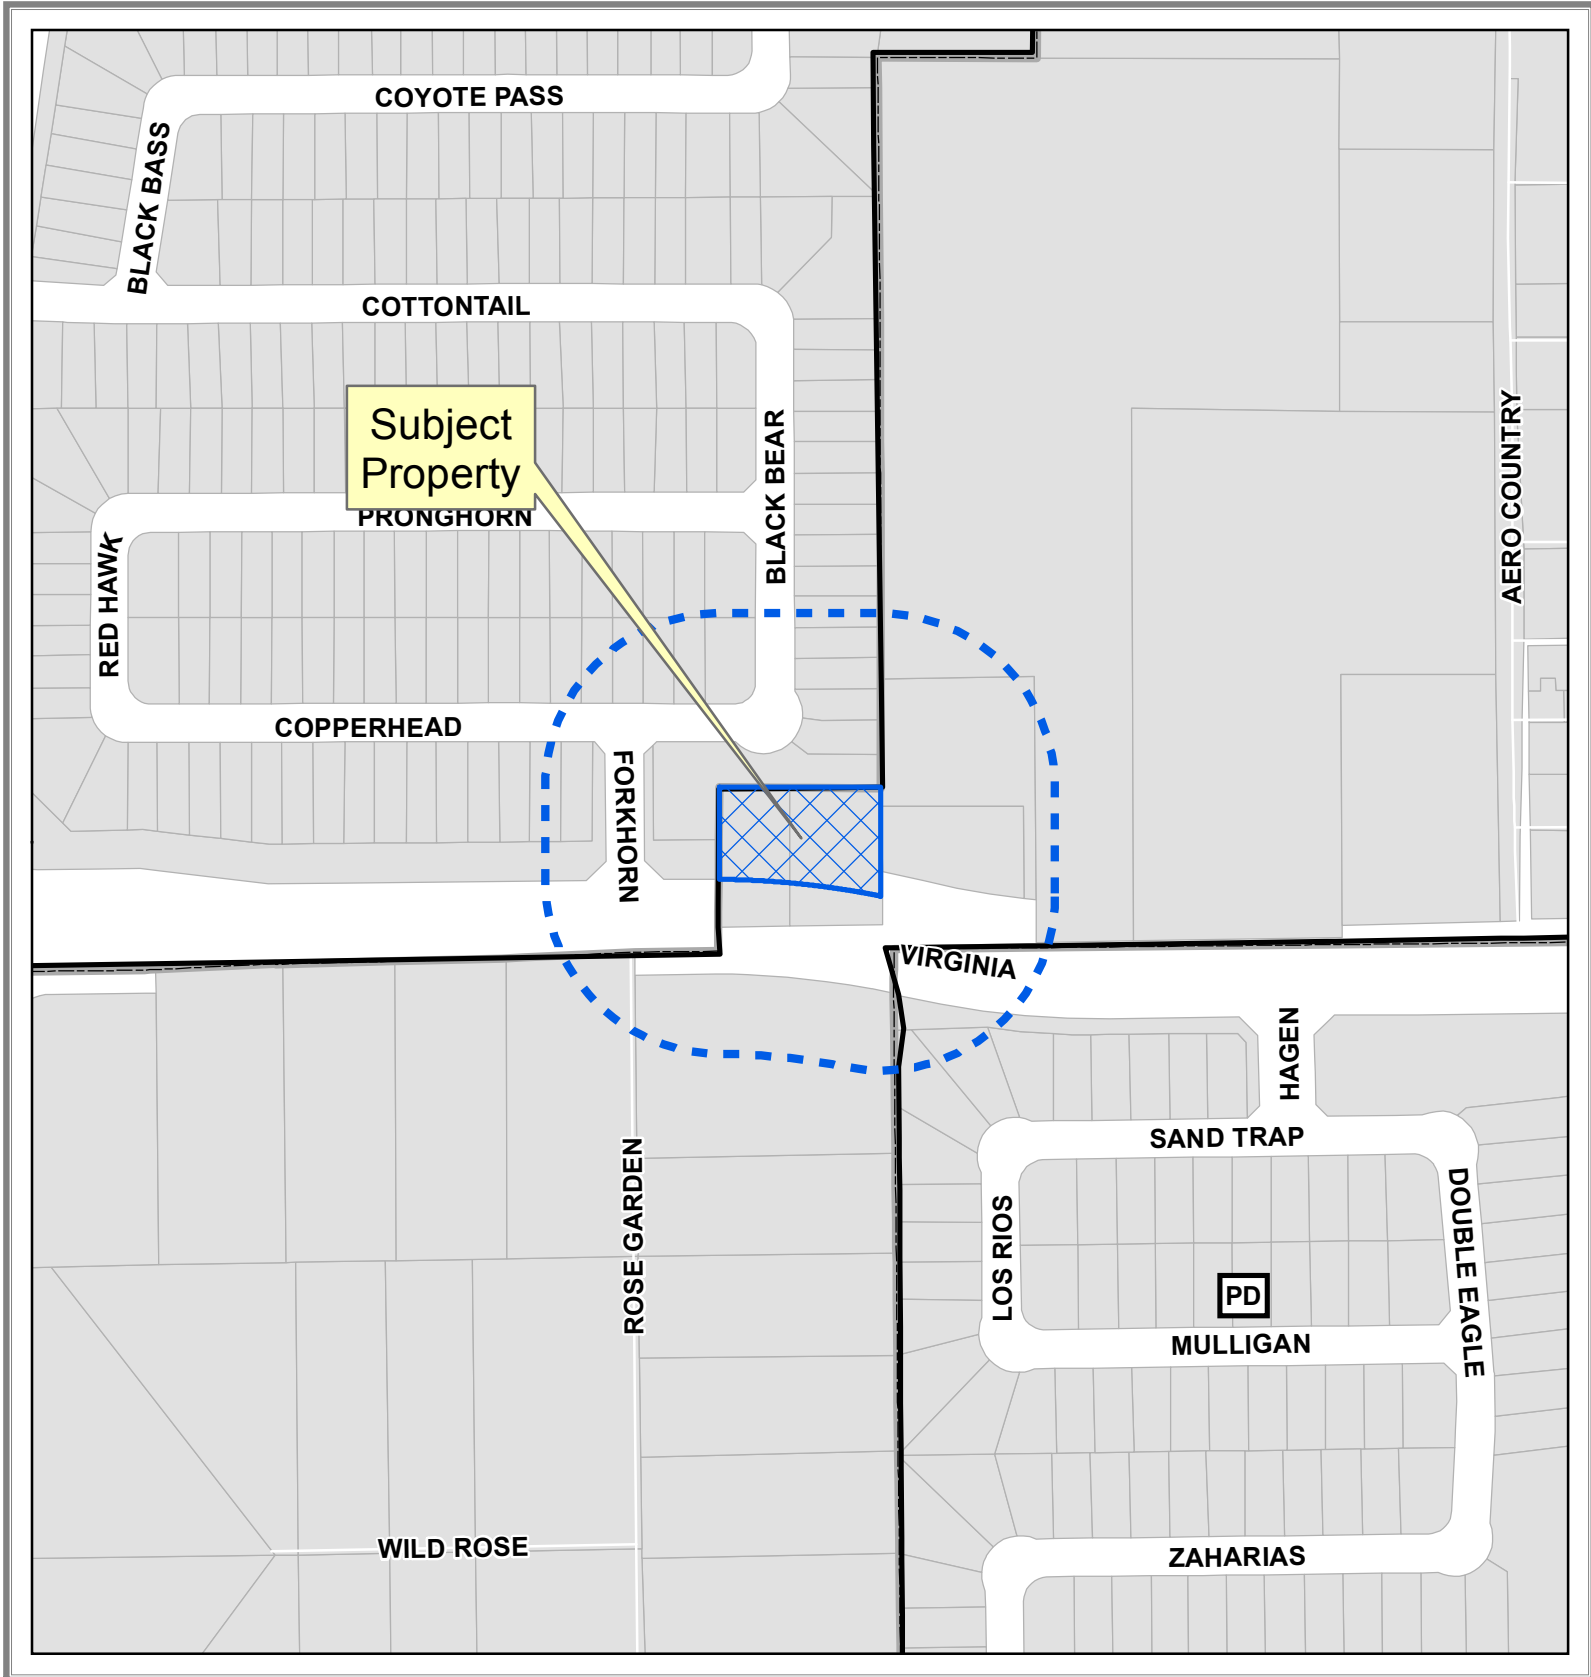 COYOTE PASS
BLACK BASS
COTTONTAIL
Subject
Property
BLACK BEAR
AERO COUNTRY
PRONGHORN
RED HAWK
COPPERHEAD
FORKHORN
VIRGINIA
HAGEN
SAND TRAP
ROSE GARDEN
LOS RIOS
DOUBLE EAGLE
PD
MULLIGAN
WILD ROSE
ZAHARIAS